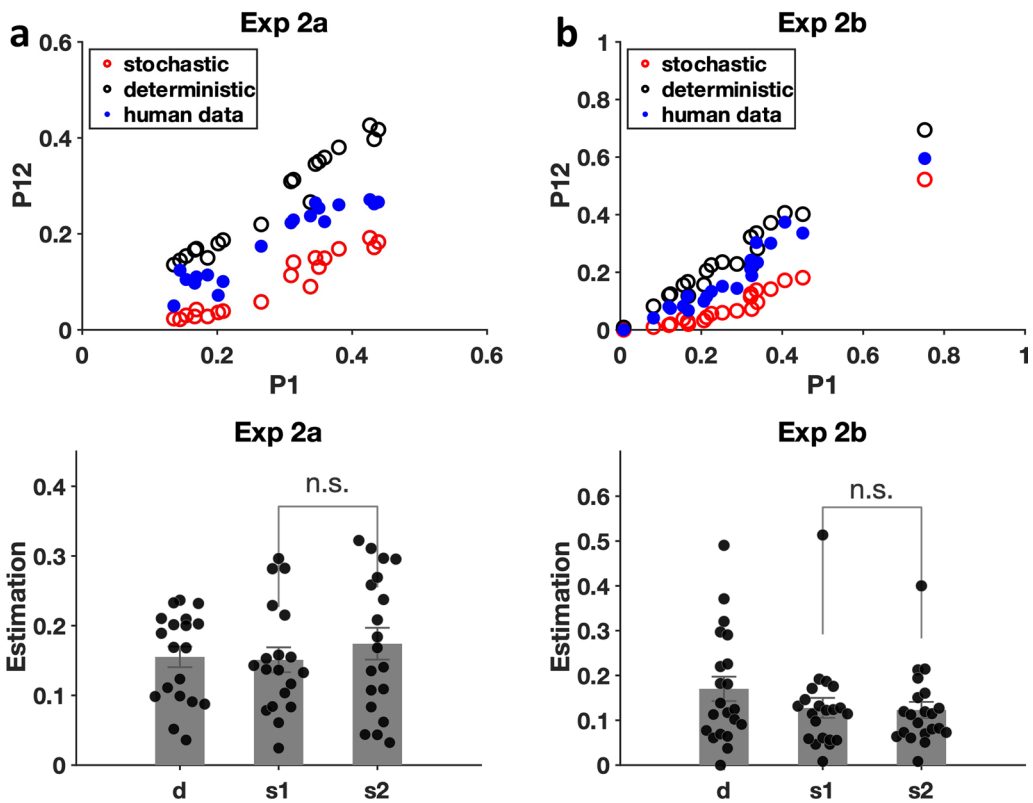 a
Exp 2a
0.6
0.4
0.2
0
P12
stochastic
deterministic
human data
0
0.2
0.4
0.6
P1
b
Exp 2b
1
0.8
0.6
0.4
0.2
0
P12
stochastic
deterministic
human data
0
0.2
0.4
0.6
0.8
1
P1
Exp 2a
0.4
0.3
0.2
0.1
0
Estimation
n.s.
d
s1
s2
Exp 2b
0.6
0.5
0.4
0.3
0.2
0.1
0
Estimation
n.s.
d
s1
s2